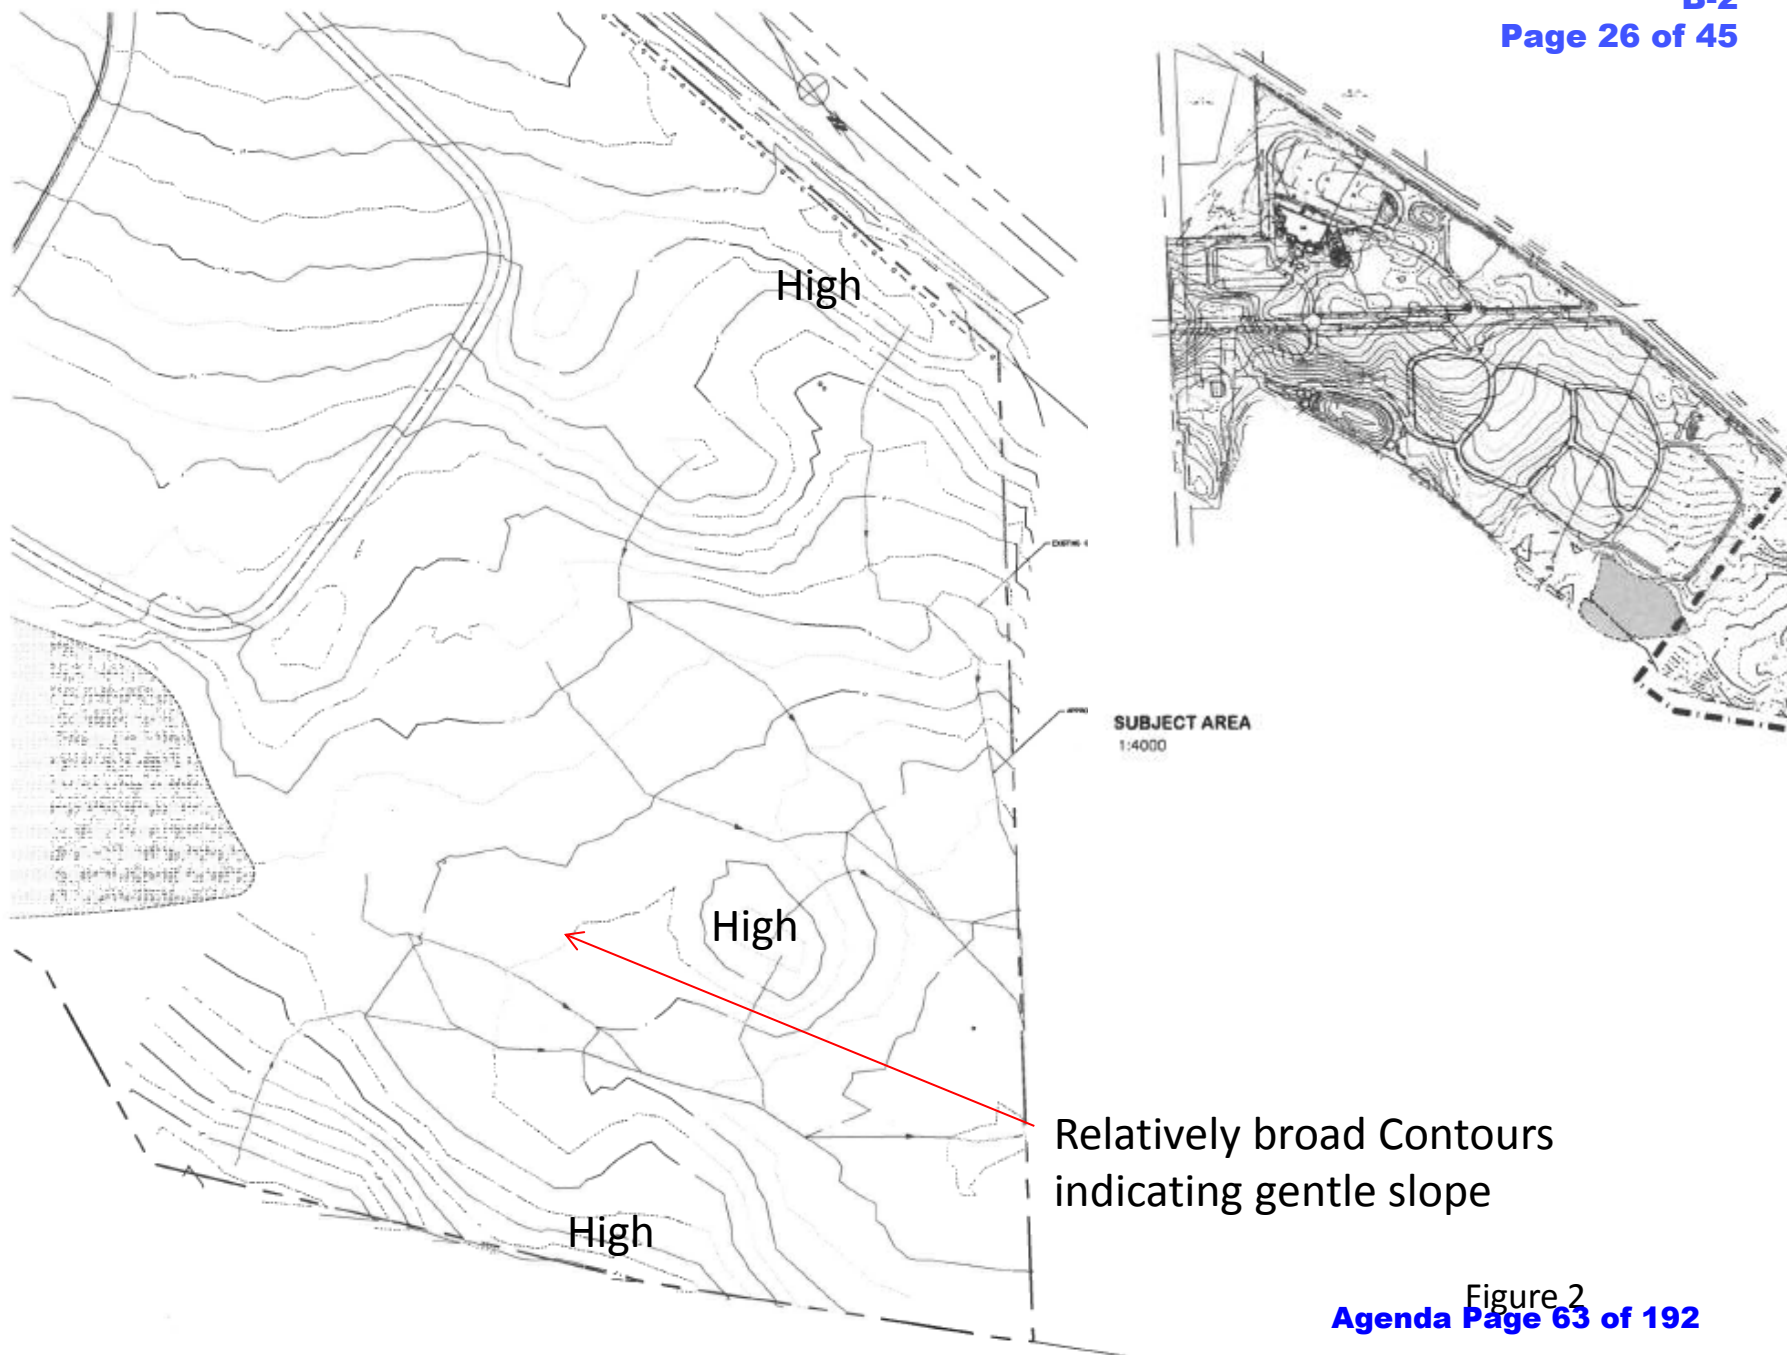 B-2
Page 26 of 45
High
SUBJECT AREA
1:4000
High
Relatively broad Contours
indicating gentle slope
High
Figure 2
Agenda Page 63 of 192